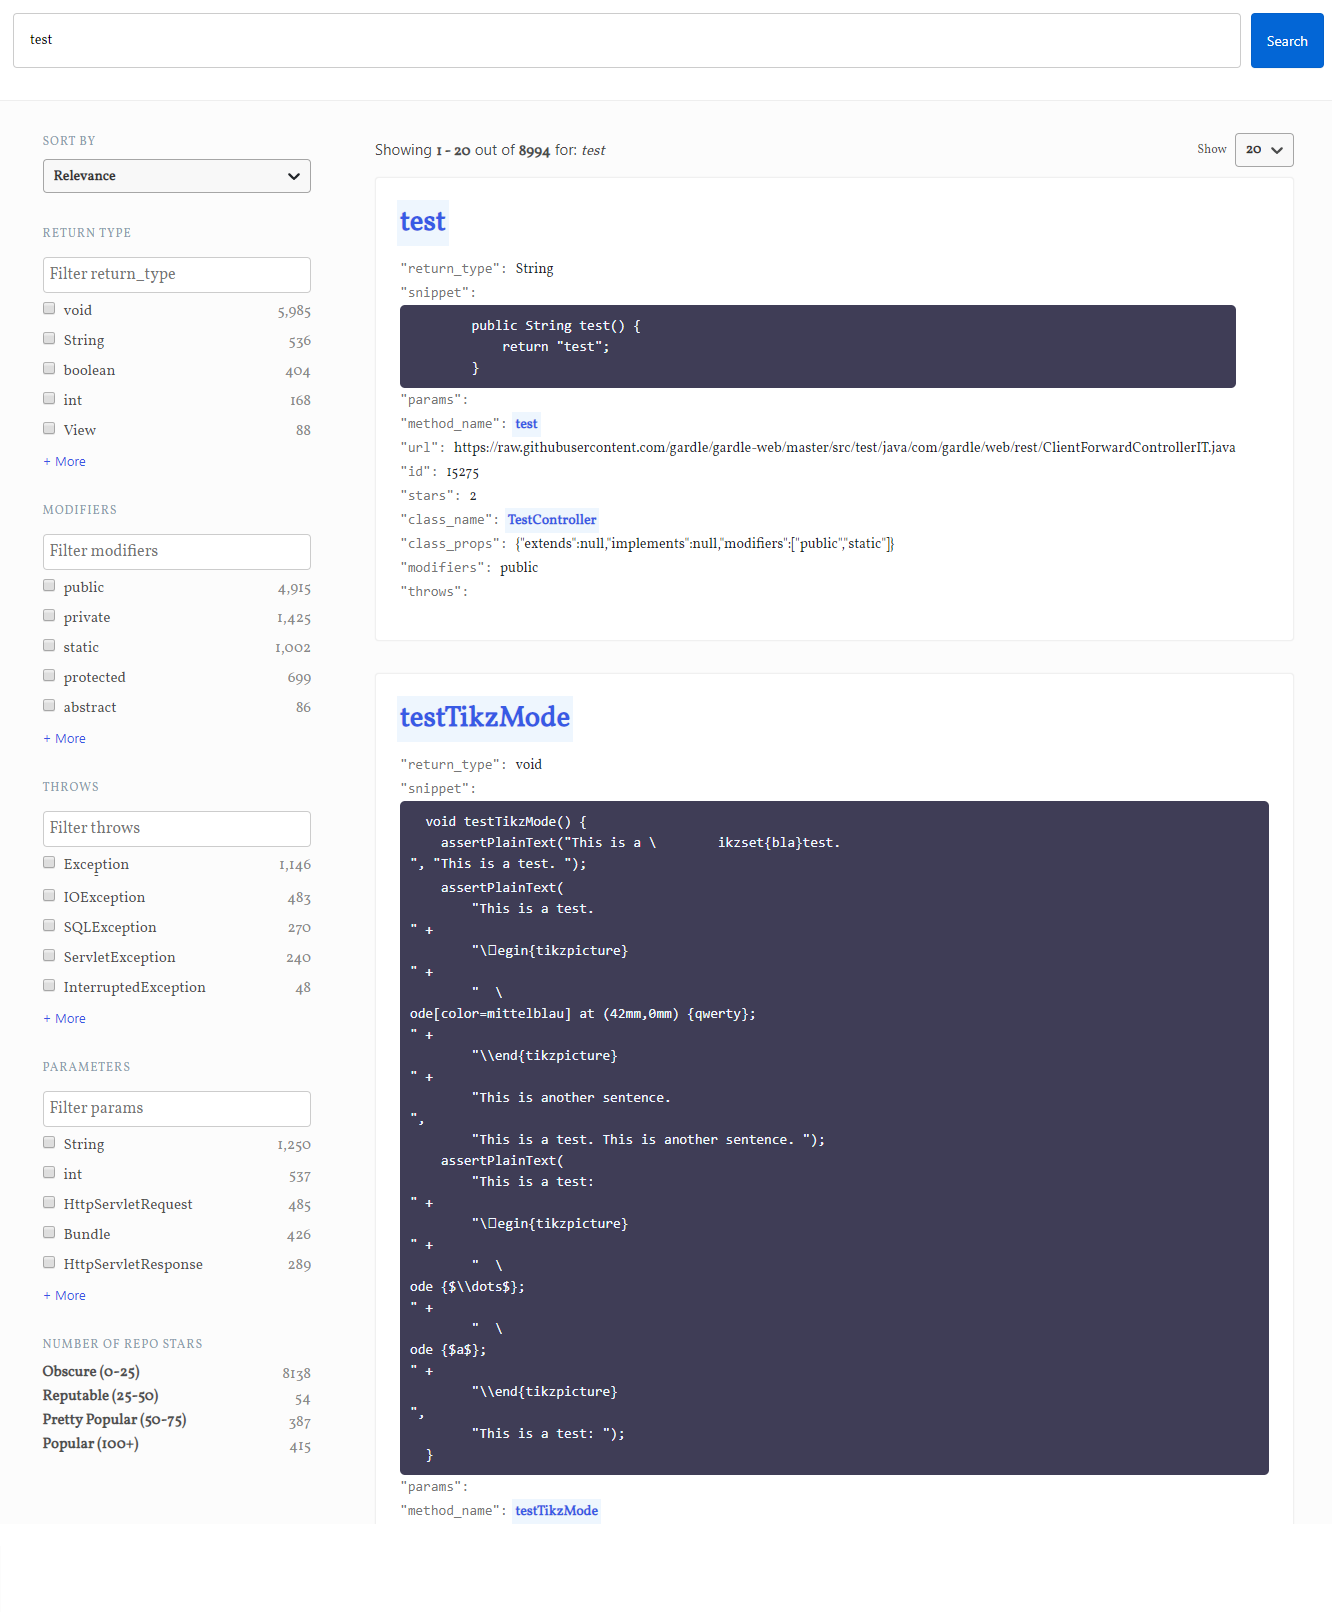 test
Search
SORT BY
Relevance
RETURN TYPE
Filter return_type
void 5,985
String 536
boolean 404
int 168
View 88
+ More
MODIFIERS
Filter modifiers
public 4,915
private 1,425
static 1,002
protected 699
abstract 86
+ More
THROWS
Filter throws
Exception 1,146
IOException 483
SQLException 270
ServletException 240
InterruptedException 48
+ More
PARAMETERS
Filter params
String 1,250
int 537
HttpServletRequest 485
Bundle 426
HttpServletResponse 289
+ More
NUMBER OF REPO STARS
Obscure (0-25) 8138
Reputable (25-50) 54
Pretty Popular (50-75) 387
Popular (100+) 415
Showing 1 - 20 out of 8994 for: test
Show 20
test
"return_type": String
"snippet":
public String test() {
return "test";
}
"params":
"method_name": test
"url": https://raw.githubusercontent.com/gardle/gardle-web/master/src/test/java/com/gardle/web/rest/ClientForwardControllerIT.java
"id": 15275
"stars": 2
"class_name": TestController
"class_props": {"extends":null,"implements":null,"modifiers":["public","static"]}
"modifiers": public
"throws":
testTikzMode
"return_type": void
"snippet":
void testTikzMode() {
assertPlainText("This is a \ ikzset{bla}test.
", "This is a test. ");
assertPlainText(
"This is a test.
" +
"\□egin{tikzpicture}
" +
" \
ode[color=mittelblau] at (42mm,0mm) {qwerty};
" +
"\\end{tikzpicture}
" +
"This is another sentence.
",
"This is a test. This is another sentence. ");
assertPlainText(
"This is a test:
" +
"\□egin{tikzpicture}
" +
" \
ode {$\\dots$};
" +
" \
ode {$a$};
" +
"\\end{tikzpicture}
",
"This is a test: ");
}
"params":
"method_name": testTikzMode